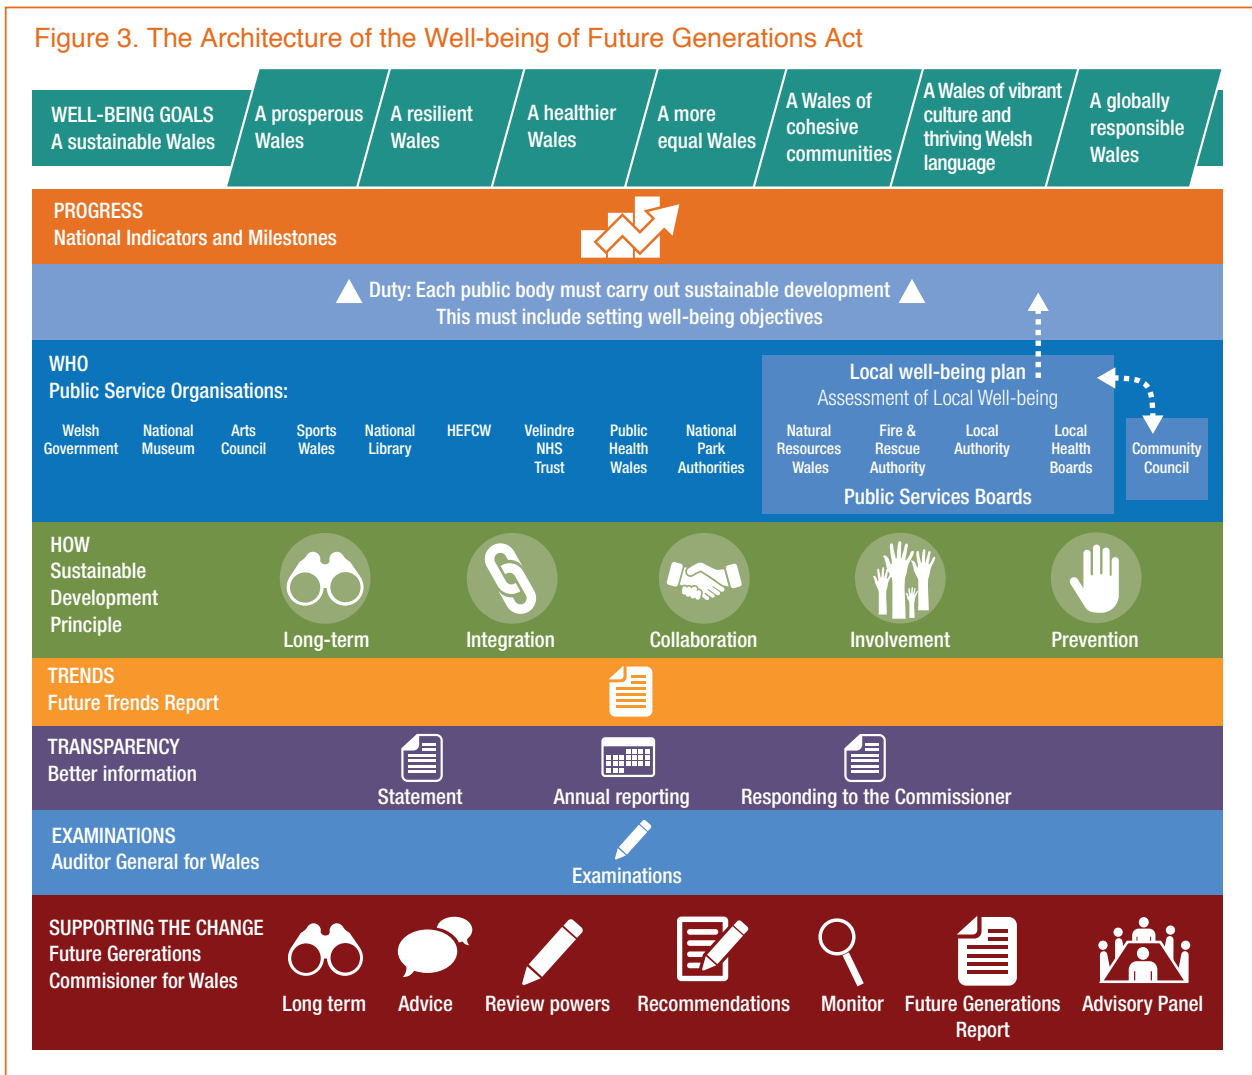 Figure 3. The Architecture of the Well-being of Future Generations Act
WELL-BEING GOALS
A sustainable Wales
A prosperous
Wales
A resilient
Wales
A healthier
Wales
A more
equal Wales
A Wales of
cohesive
communities
A Wales of vibrant
culture and
thriving Welsh
language
A globally
responsible
Wales
PROGRESS
National Indicators and Milestones
Duty: Each public body must carry out sustainable development
This must include setting well-being objectives
WHO
Public Service Organisations:
Local well-being plan
Assessment of Local Well-being
Welsh
Government
National
Museum
Arts
Council
Sports
Wales
National
Library
HEFCW
Velindre
NHS
Trust
Public
Health
Wales
National
Park
Authorities
Natural
Resources
Wales
Fire &
Rescue
Authority
Local
Authority
Local
Health
Boards
Community
Council
Public Services Boards
HOW
Sustainable
Development
Principle
Long-term
Integration
Collaboration
Involvement
Prevention
TRENDS
Future Trends Report
TRANSPARENCY
Better information
Statement
Annual reporting
Responding to the Commissioner
EXAMINATIONS
Auditor General for Wales
Examinations
SUPPORTING THE CHANGE
Future Gererations
Commisioner for Wales
Long term
Advice
Review powers
Recommendations
Monitor
Future Generations
Report
Advisory Panel